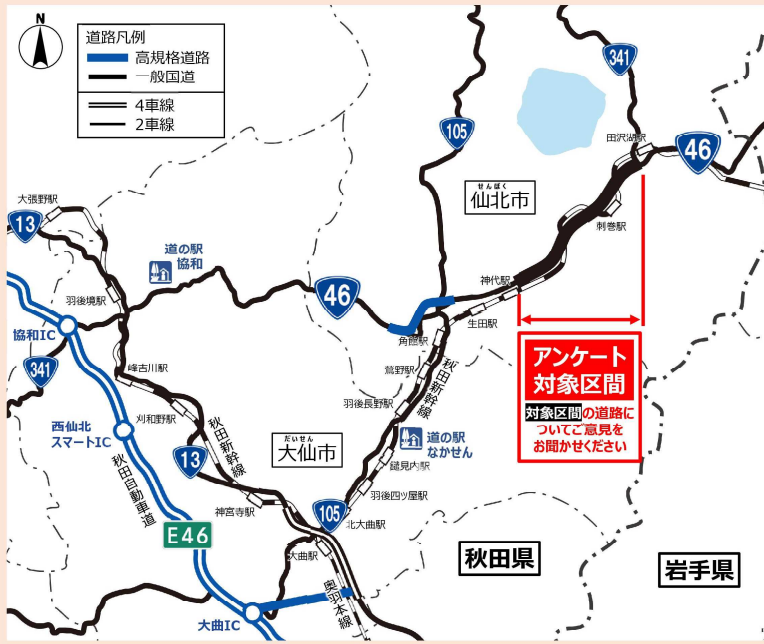 N
道路凡例
高規格道路
一般国道
4車線
2車線
341
105
田沢湖駅
46
せんぼく
仙北市
大張野駅
13
刺巻駅
道の駅
協和
神代駅
羽後境駅
46
生田駅
協和IC
角館駅
アンケート
対象区間
対象区間の道路に
ついてご意見を
お聞かせください
341
峰吉川駅
鶯野駅
秋田新幹線
羽後長野駅
刈和野駅
西仙北
スマートIC
秋田新幹線
だいせん
大仙市
道の駅
なかせん
鑓見内駅
13
秋田自動車道
羽後四ツ屋駅
神宮寺駅
105
北大曲駅
E46
大曲駅
秋田県
岩手県
奥羽本線
大曲IC